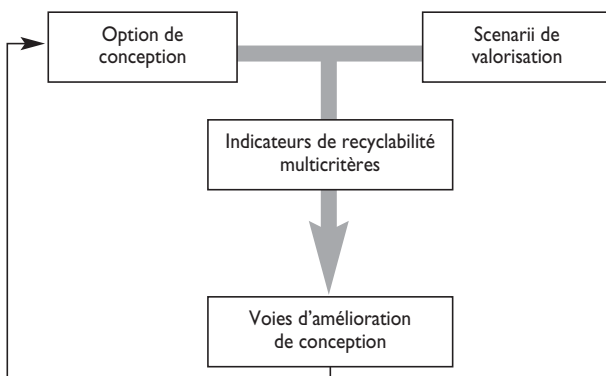 Option de
conception
Scenarii de
valorisation
Indicateurs de recyclabilité
multicritères
Voies d'amélioration
de conception